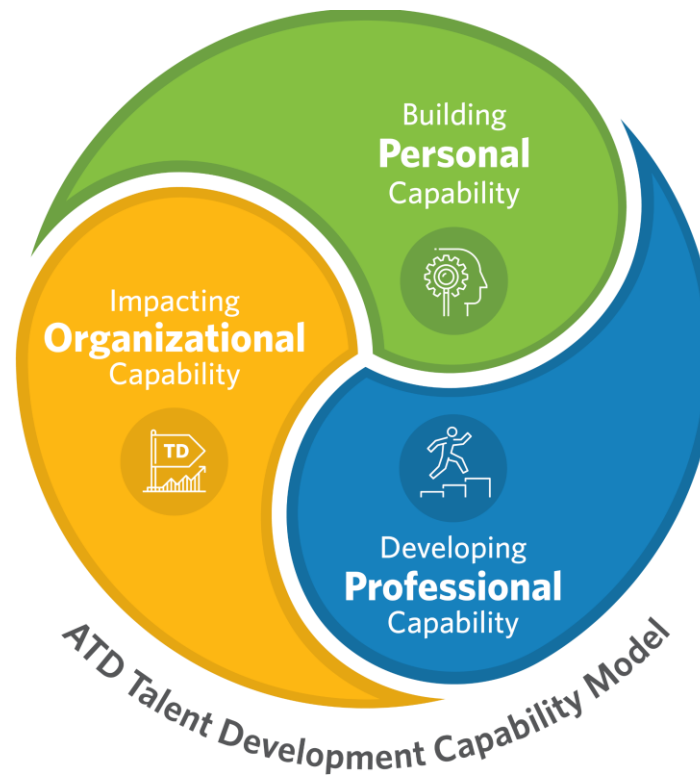 Building
Personal
Capability
Impacting
Organizational
Capability
TD
Developing
Professional
Capability
ATD Talent Development Capability Model